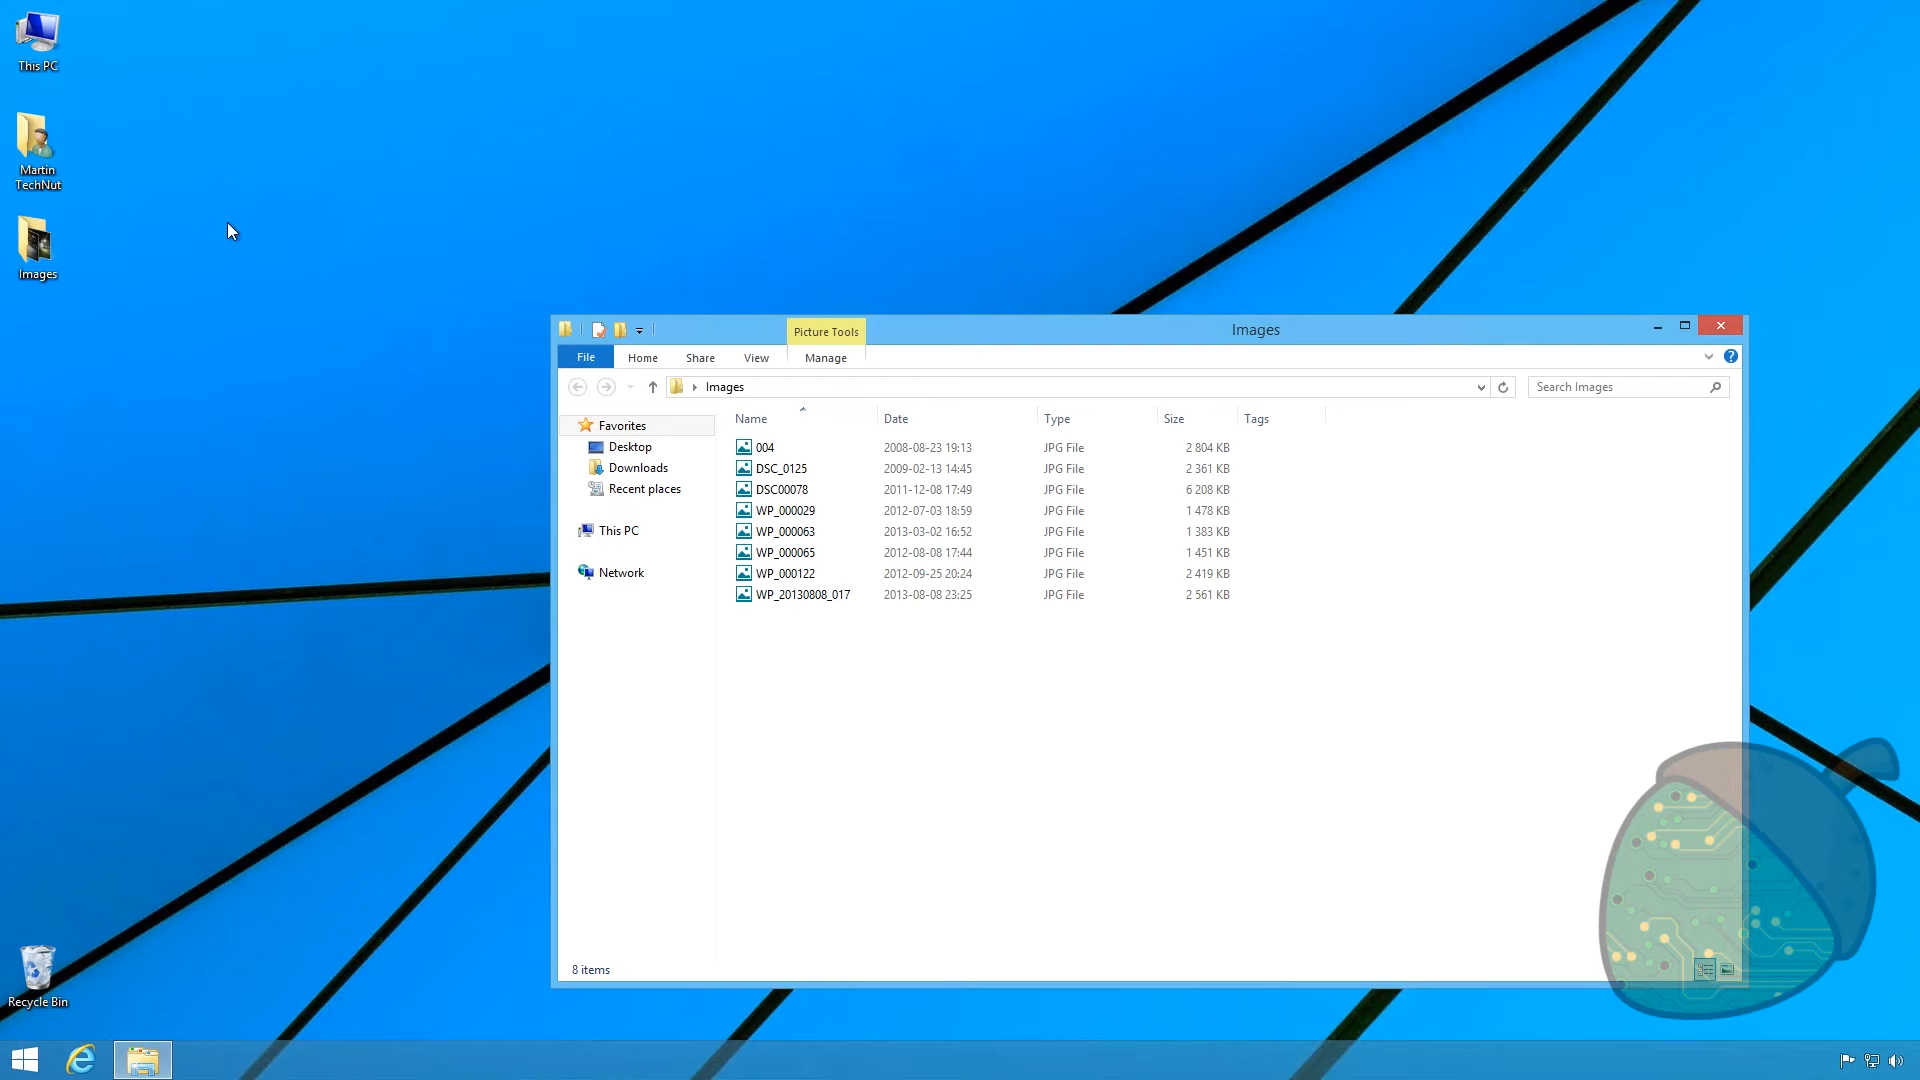 This PC
Martin
TechNut
Images
Picture Tools
Images
File Home Share View Manage
Images
Search Images
Name Date Type Size Tags
Favorites
Desktop
Downloads
Recent places
This PC
Network
004 2008-08-23 19:13 JPG File 2 804 KB
DSC_0125 2009-02-13 14:45 JPG File 2 361 KB
DSC00078 2011-12-08 17:49 JPG File 6 208 KB
WP_000029 2012-07-03 18:59 JPG File 1 478 KB
WP_000063 2013-03-02 16:52 JPG File 1 383 KB
WP_000065 2012-08-08 17:44 JPG File 1 451 KB
WP_000122 2012-09-25 20:24 JPG File 2 419 KB
WP_20130808_017 2013-08-08 23:25 JPG File 2 561 KB
8 items
Recycle Bin